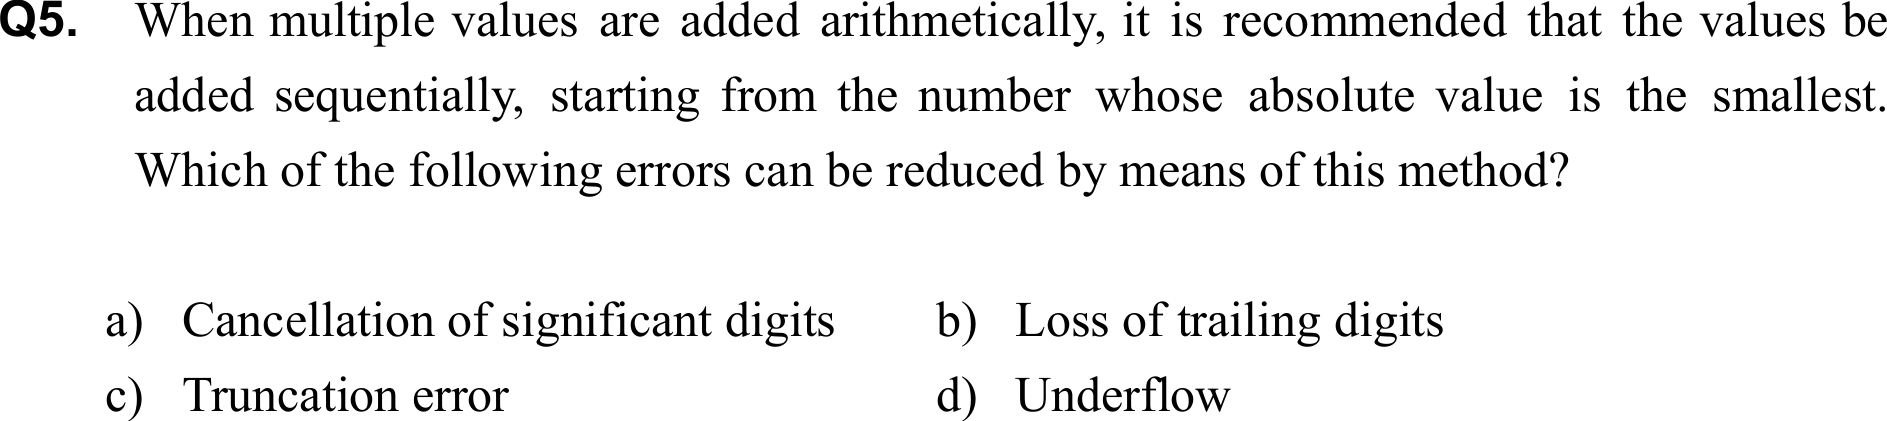 Q5. When multiple values are added arithmetically, it is recommended that the values be
added sequentially, starting from the number whose absolute value is the smallest.
Which of the following errors can be reduced by means of this method?
a) Cancellation of significant digits b) Loss of trailing digits
c) Truncation error d) Underflow